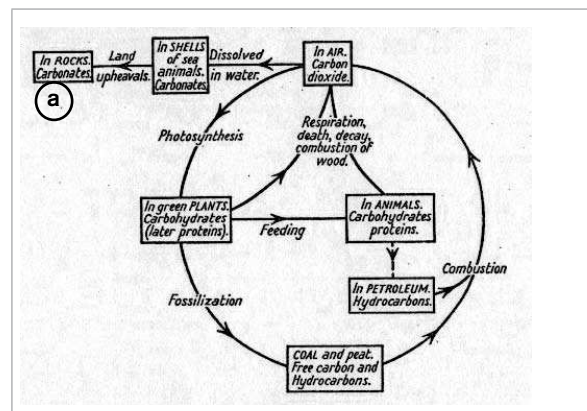 In ROCKS.
Carbonates.
Land
upheavals.
In SHELLS
of sea
animals.
Carbonates.
Dissolved
in water.
In AIR.
Carbon
dioxide.
Photosynthesis
Respiration,
death, decay,
combustion of
wood.
In green PLANTS.
Carbohydrates
(later proteins).
Feeding
In ANIMALS.
Carbohydrates
proteins.
In PETROLEUM.
Hydrocarbons.
Combustion
Fossilization
COAL and peat.
Free carbon and
Hydrocarbons.
a